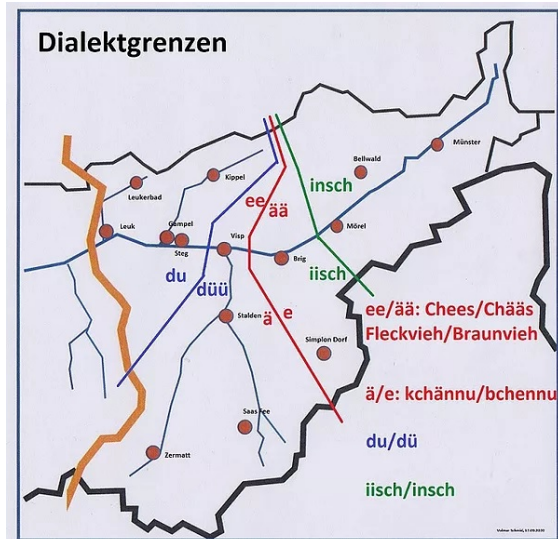 Dialektgrenzen
Münster
Bellwald
Kippel
Leukerbad
insch
ee
ää
Mörel
Leuk
Gampel
Steg
Visp
Brig
iisch
du
düü
ä
e
Stalden
Simplon Dorf
Saas Fee
Zermatt
ee/ää: Chees/Chääs
Fleckvieh/Braunvieh
ä/e: kchännu/bchennu
du/dü
iisch/insch